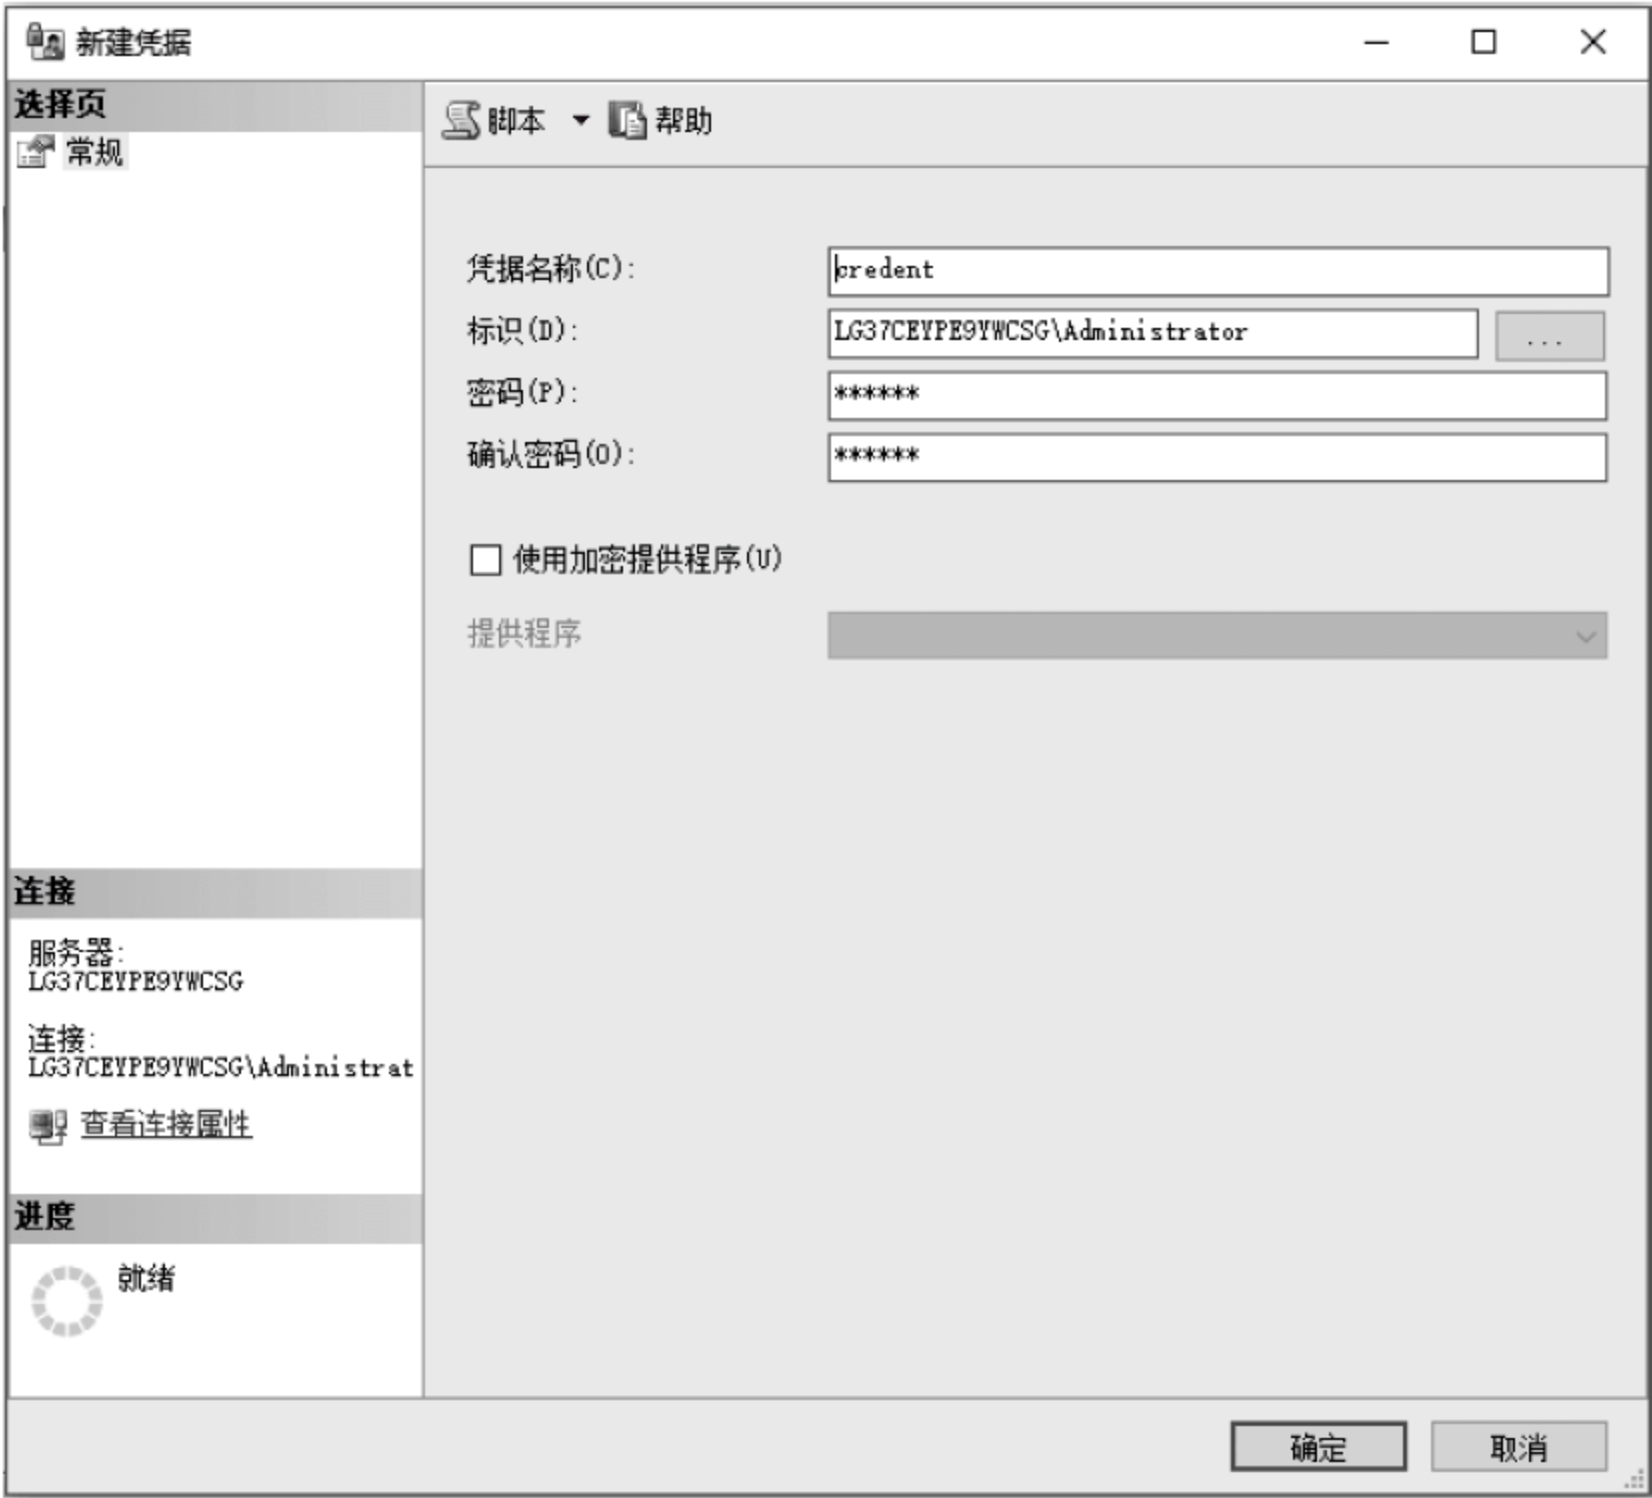 新建凭据
选择页
常规
脚本
帮助
凭据名称(C):
credent
标识(D):
LG37CEYPE9YWCSG\Administrator
...
密码(P):
******
确认密码(O):
******
使用加密提供程序(U)
提供程序
连接
服务器:
LG37CEYPE9YWCSG
连接:
LG37CEYPE9YWCSG\Administrat
查看连接属性
进度
就绪
确定
取消